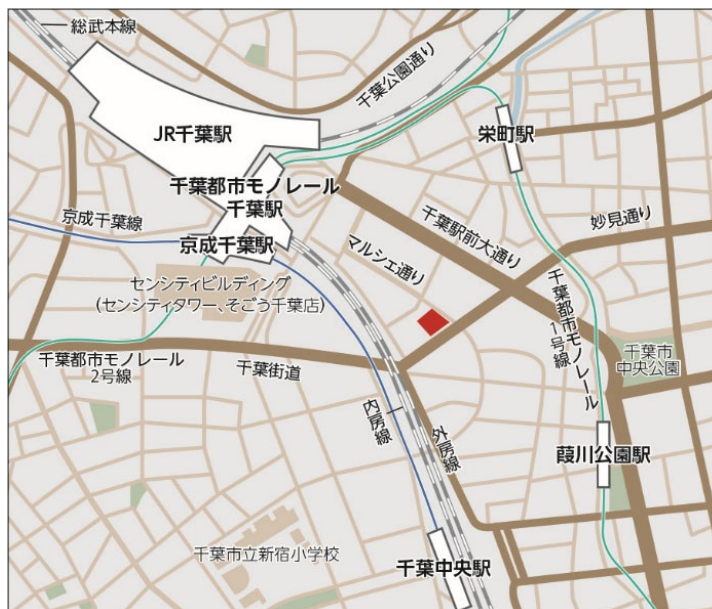 総武本線
千葉公園通り
JR千葉駅
栄町駅
千葉都市モノレール
千葉駅
京成千葉線
京成千葉駅
マルシェ通り
千葉駅前大通り
妙見通り
センシティビルディング
(センシティタワー、そごう千葉店)
千葉都市モノレール
1号線
千葉都市モノレール
2号線
千葉街道
千葉市
中央公園
内房線
外房線
葭川公園駅
千葉市立新宿小学校
千葉中央駅